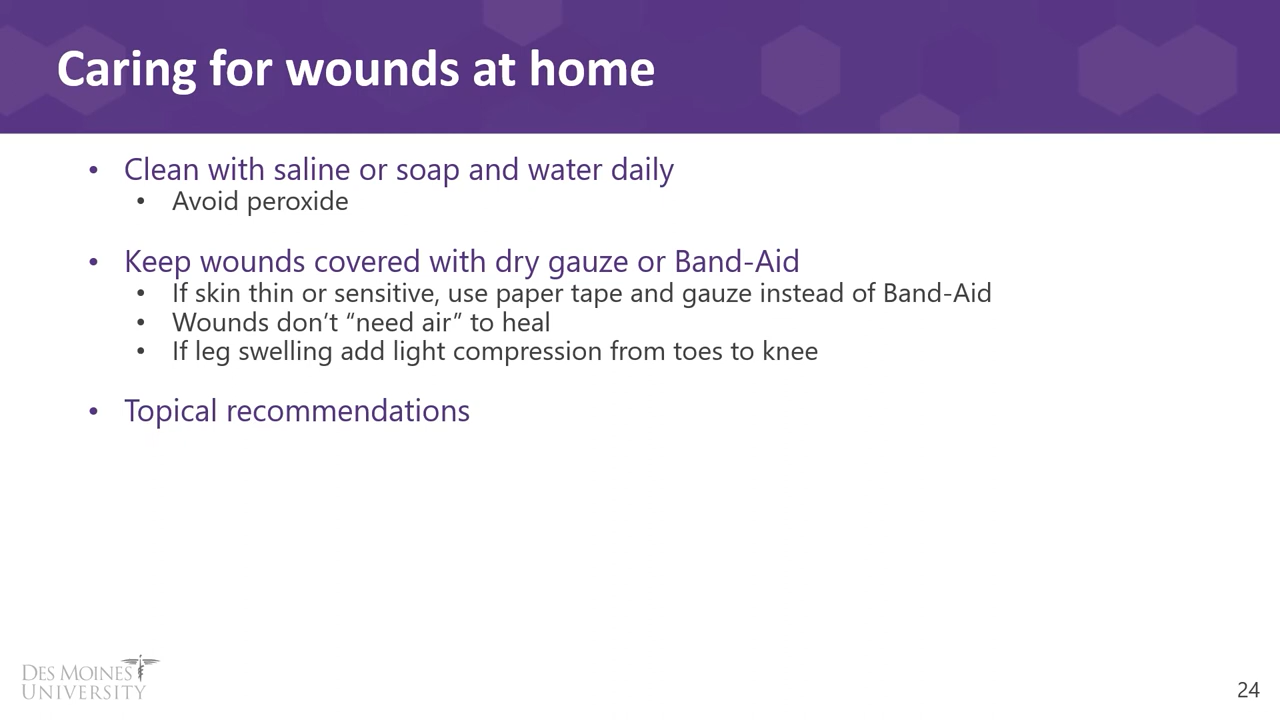 Caring for wounds at home
• Clean with saline or soap and water daily
• Avoid peroxide
• Keep wounds covered with dry gauze or Band-Aid
• If skin thin or sensitive, use paper tape and gauze instead of Band-Aid
• Wounds don’t “need air” to heal
• If leg swelling add light compression from toes to knee
• Topical recommendations
DES MOINES
UNIVERSITY
24